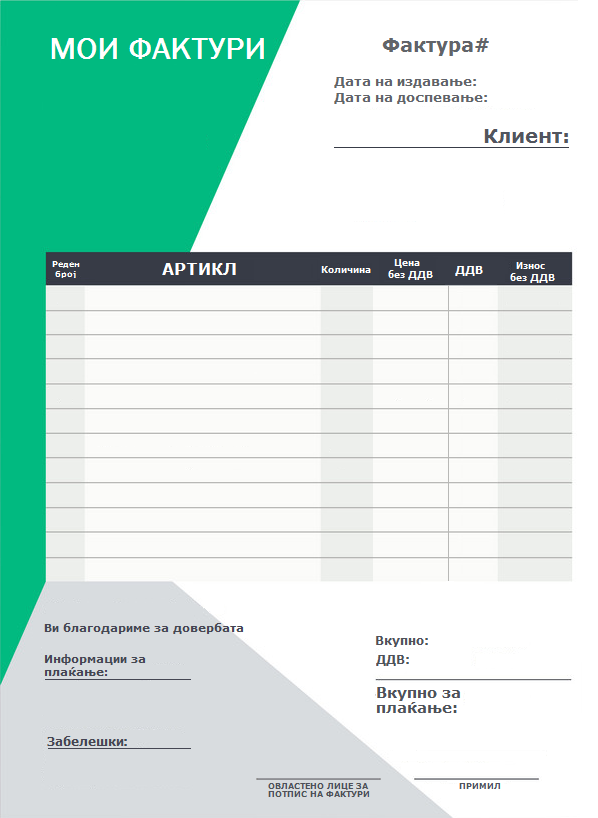 МОИ ФАКТУРИ
Фактура#
Дата на издавање:
Дата на доспевање:
Клиент:
Реден
број
АРТИКЛ
Количина
Цена
без ДДВ
ДДВ
Износ
без ДДВ
Ви благодариме за довербата
Информации за
плаќање:
Забелешки:
Вкупно:
ДДВ:
Вкупно за
плаќање:
ОВЛАСТЕНО ЛИЦЕ ЗА
ПОТПИС НА ФАКТУРИ
ПРИМИЛ